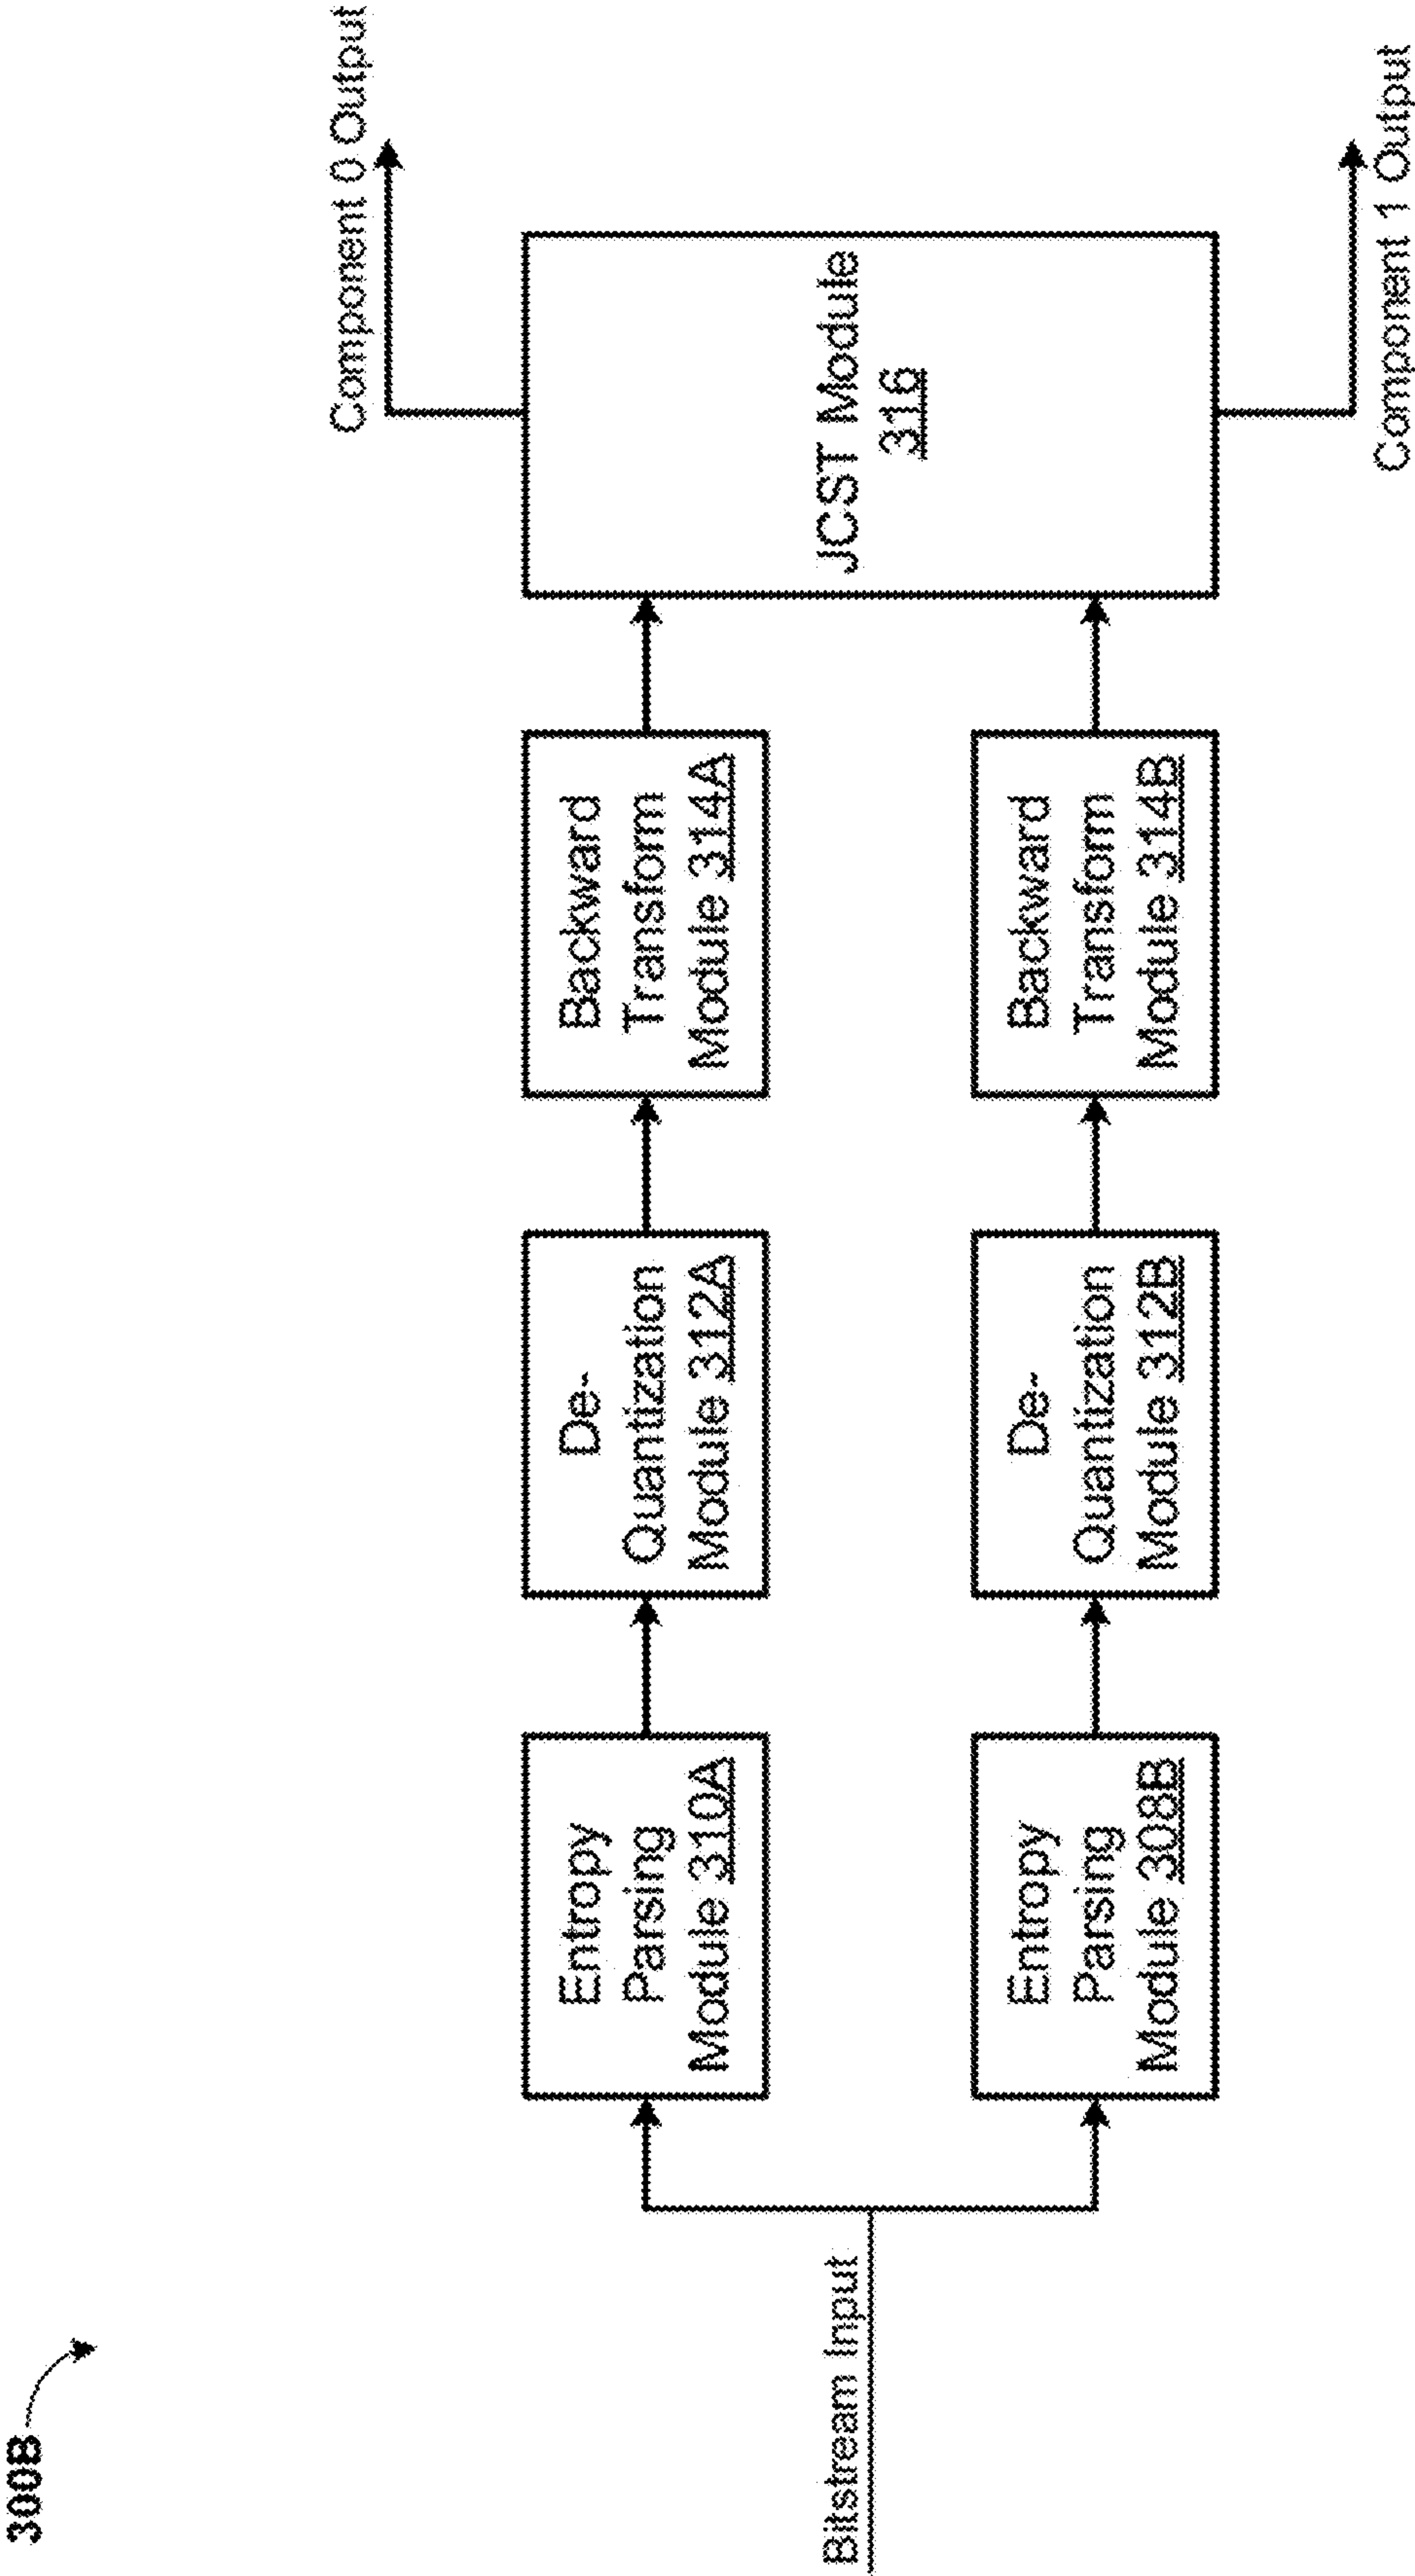 300B
Component 0 Output
Bitstream Input
Entropy
Parsing
Module 310A
De-
Quantization
Module 312A
Backward
Transform
Module 314A
JCST Module
316
Entropy
Parsing
Module 308B
De-
Quantization
Module 312B
Backward
Transform
Module 314B
Component 1 Output